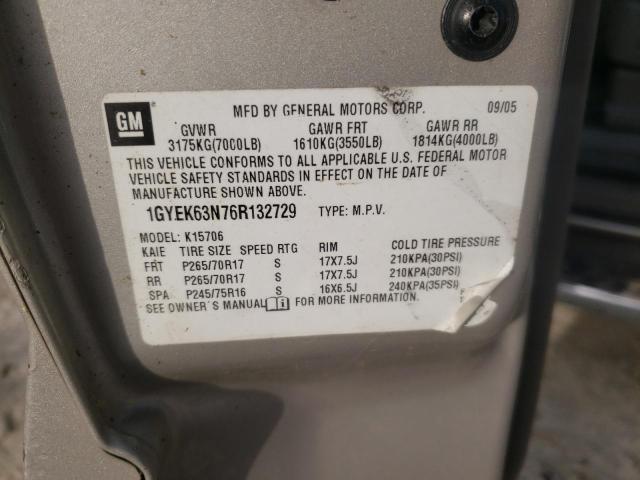 GM
MFD BY GENERAL MOTORS CORP. 09/05
GVWR GAWR FRT GAWR RR
3175KG(7000LB) 1610KG(3550LB) 1814KG(4000LB)
THIS VEHICLE CONFORMS TO ALL APPLICABLE U.S. FEDERAL MOTOR
VEHICLE SAFETY STANDARDS IN EFFECT ON THE DATE OF
MANUFACTURE SHOWN ABOVE.
1GYEK63N76R132729 TYPE: M.P.V.
MODEL: K15706
KAIE TIRE SIZE SPEED RTG RIM COLD TIRE PRESSURE
FRT P265/70R17 S 17X7.5J 210KPA(30PSI)
RR P265/70R17 S 17X7.5J 210KPA(30PSI)
SPA P245/75R16 S 16X6.5J 240KPA(35PSI)
SEE OWNER'S MANUAL FOR MORE INFORMATION.